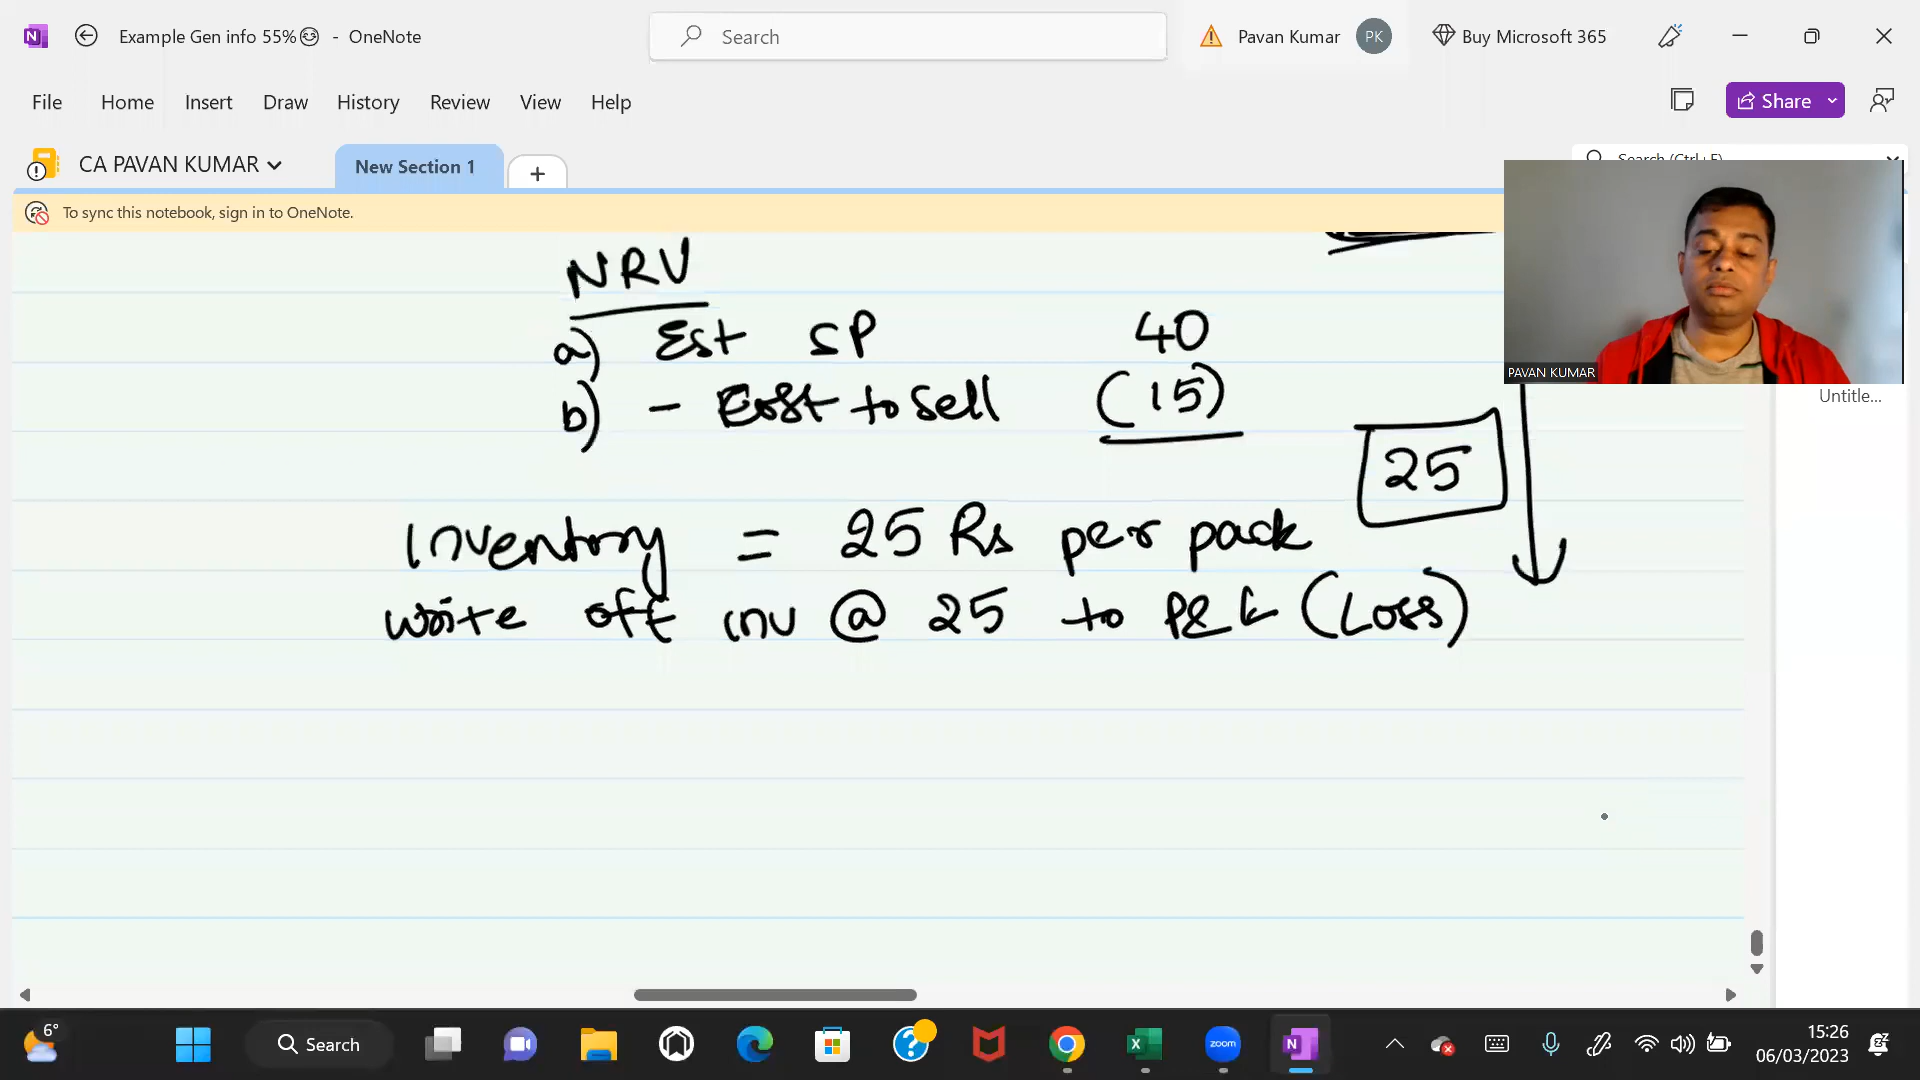 Example Gen info 55%😊 - OneNote
Search
Pavan Kumar
PK
Buy Microsoft 365
File Home Insert Draw History Review View Help
Share
CA PAVAN KUMAR
New Section 1
+
Search (Ctrl+F)
To sync this notebook, sign in to OneNote.
PAVAN KUMAR
Untitle...
NRV
a) Est SP 40
b) - Cost to sell (15)
25
Inventory = 25 Rs per pack
write off inv @ 25 to P&L (Loss)
6°
Search
zoom
15:26
06/03/2023